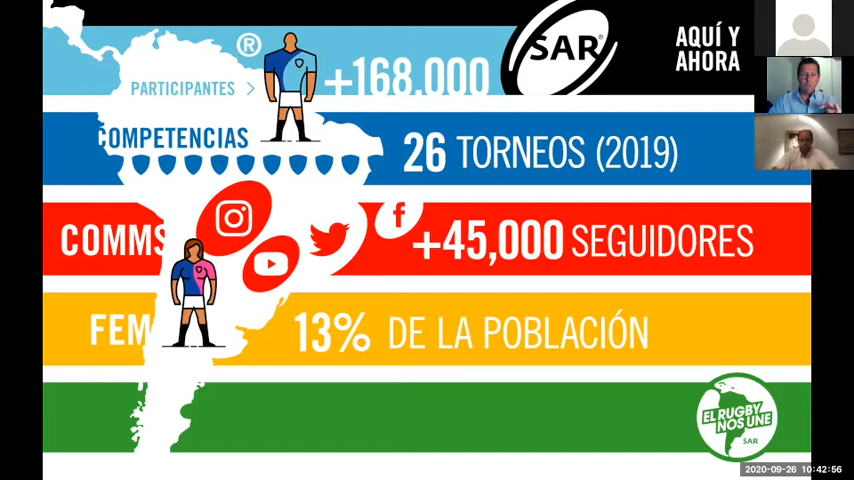 SAR®
AQUÍ Y
AHORA
®
PARTICIPANTES > +168.000
COMPETENCIAS
26 TORNEOS (2019)
COMMS
+45,000 SEGUIDORES
FEM
13% DE LA POBLACIÓN
EL RUGBY
NOS UNE
SAR
2020-09-26 10:42:56